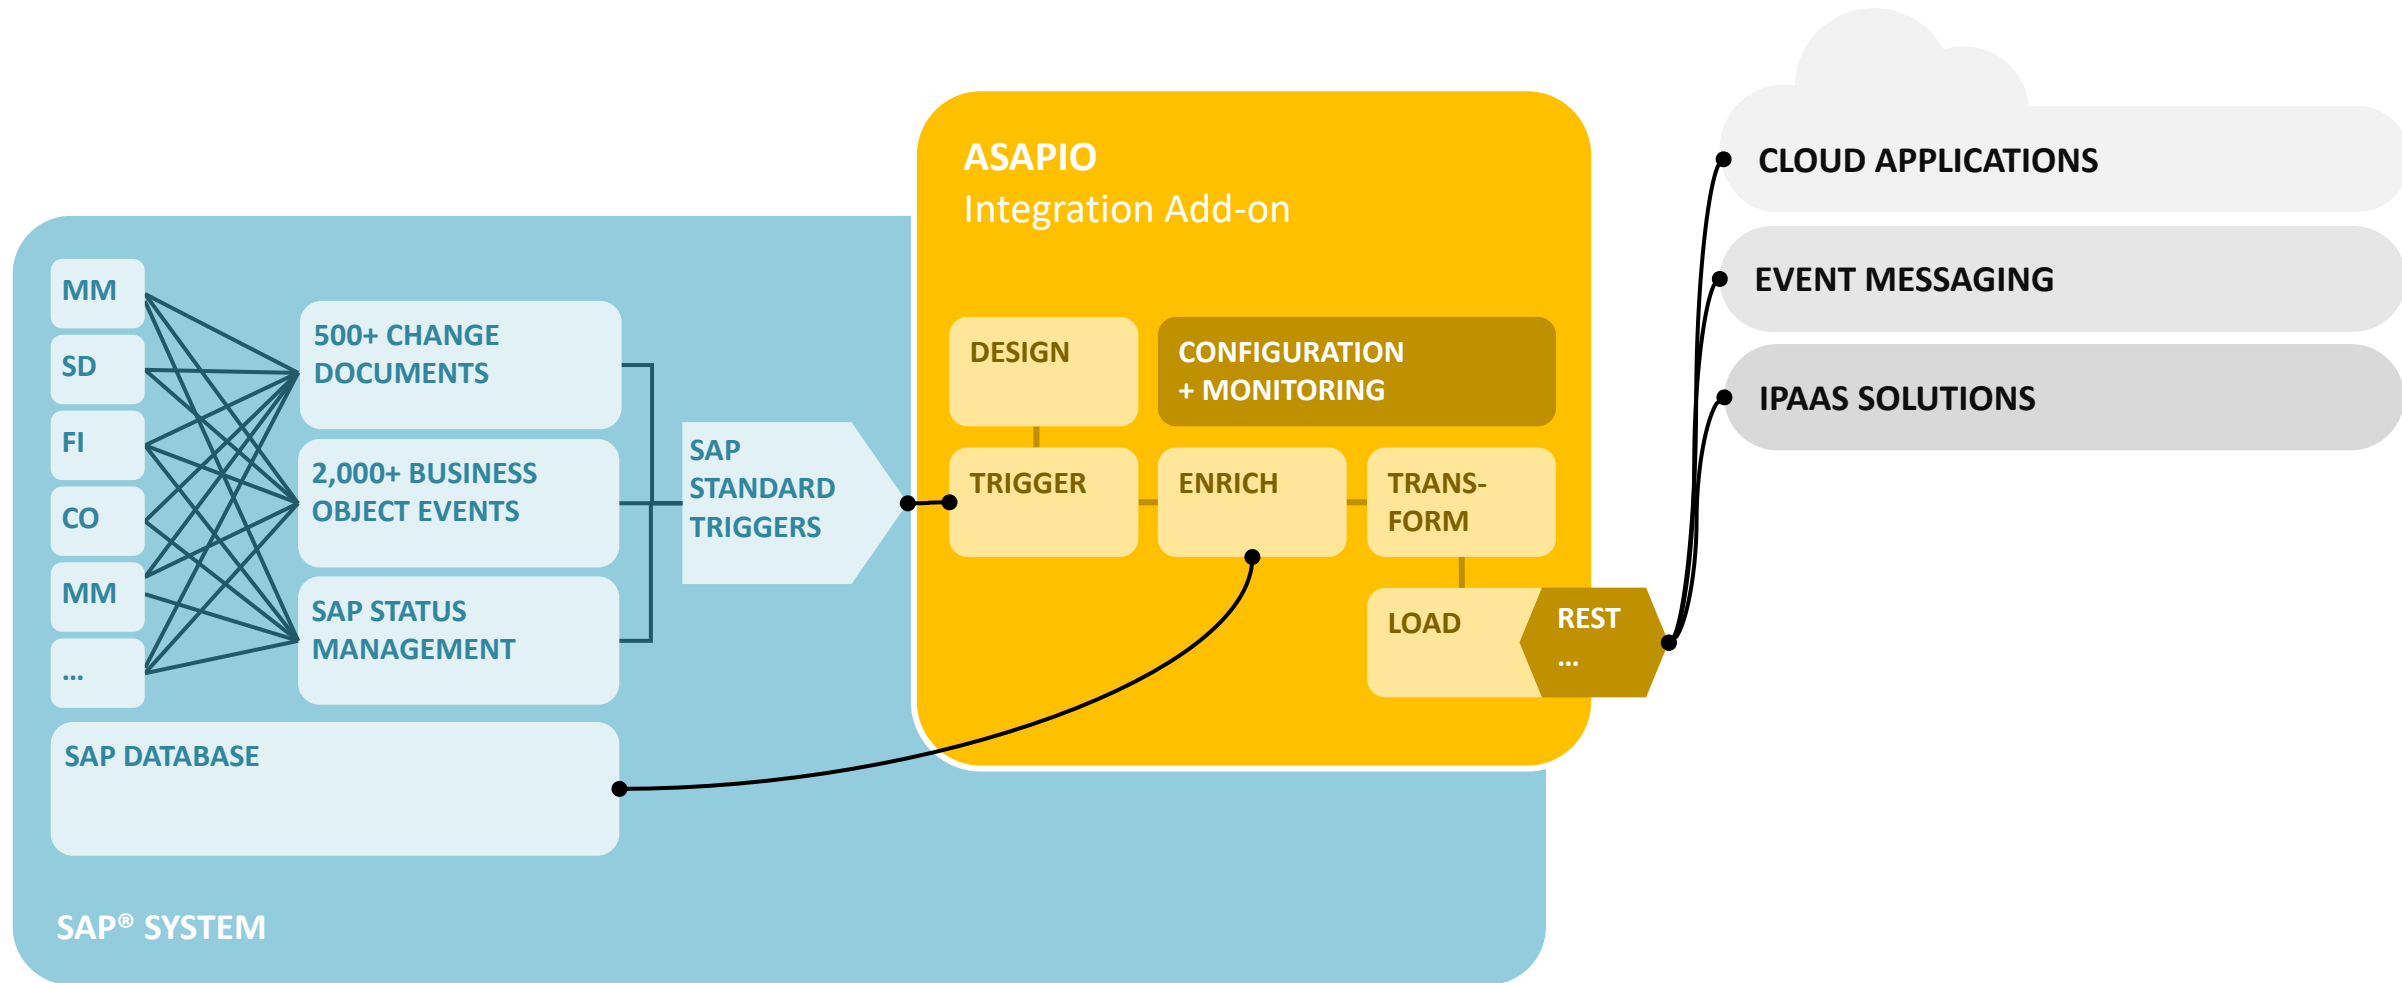 ASAPIO
Integration Add-on
MM
SD
FI
CO
MM
...
500+ CHANGE
DOCUMENTS
2,000+ BUSINESS
OBJECT EVENTS
SAP STATUS
MANAGEMENT
SAP
STANDARD
TRIGGERS
SAP DATABASE
SAP® SYSTEM
DESIGN
CONFIGURATION
+ MONITORING
TRIGGER
ENRICH
TRANS-
FORM
LOAD
REST
...
CLOUD APPLICATIONS
EVENT MESSAGING
IPAAS SOLUTIONS